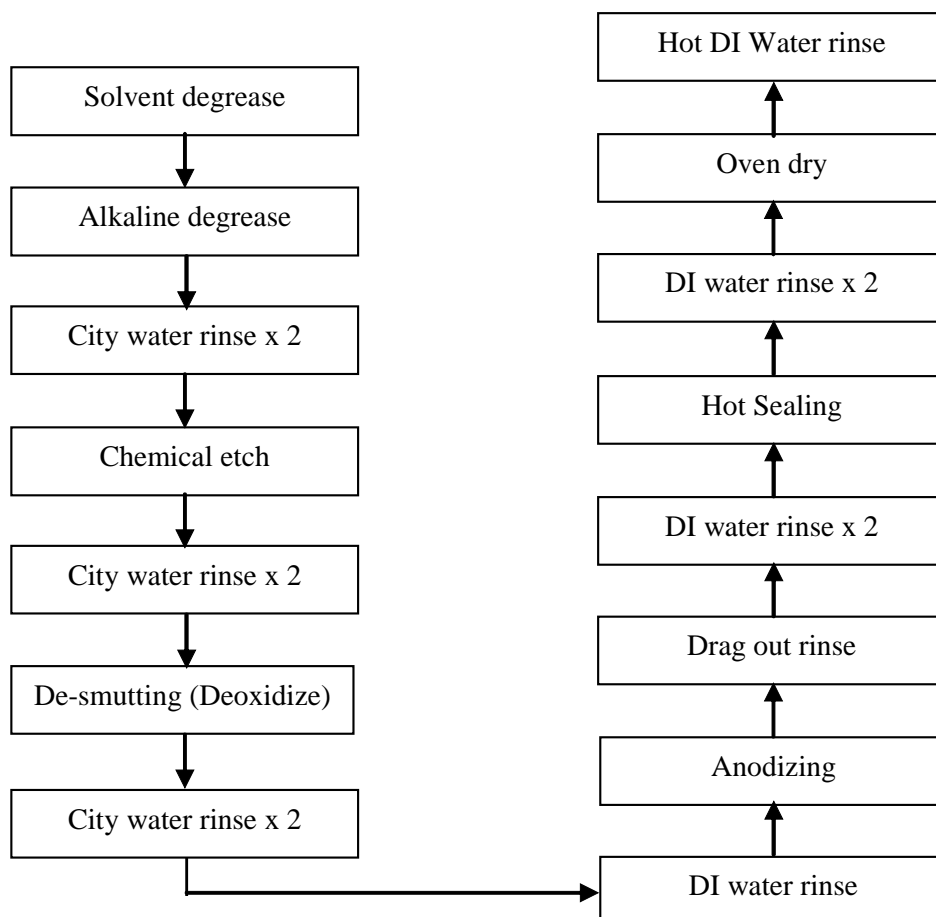 Solvent degrease
Alkaline degrease
City water rinse x 2
Chemical etch
City water rinse x 2
De-smutting (Deoxidize)
City water rinse x 2
DI water rinse
Anodizing
Drag out rinse
DI water rinse x 2
Hot Sealing
DI water rinse x 2
Oven dry
Hot DI Water rinse